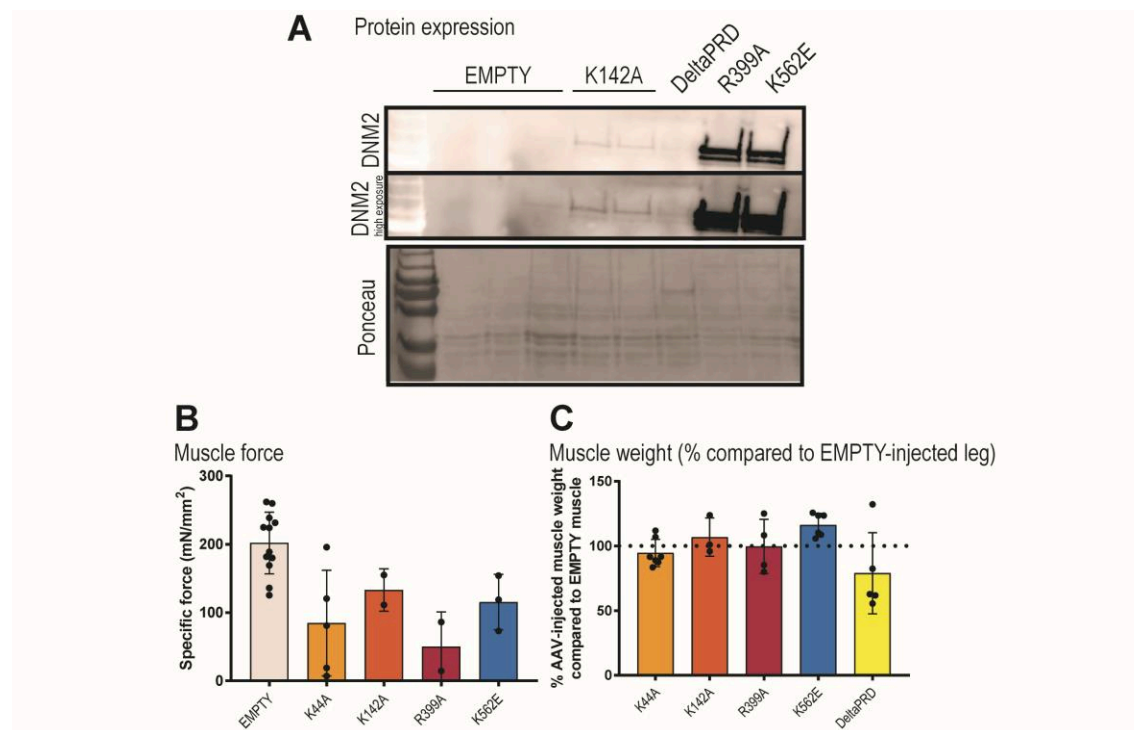 A
Protein expression
EMPTY
K142A
DeltaPRD
R399A
K562E
DNM2
DNM2
high exposure
Ponceau
B
Muscle force
Specific force (mN/mm2)
300
200
100
0
EMPTY
K44A
K142A
R399A
K562E
C
Muscle weight (% compared to EMPTY-injected leg)
% AAV-injected muscle weight
compared to EMPTY muscle
150
100
50
0
K44A
K142A
R399A
K562E
DeltaPRD